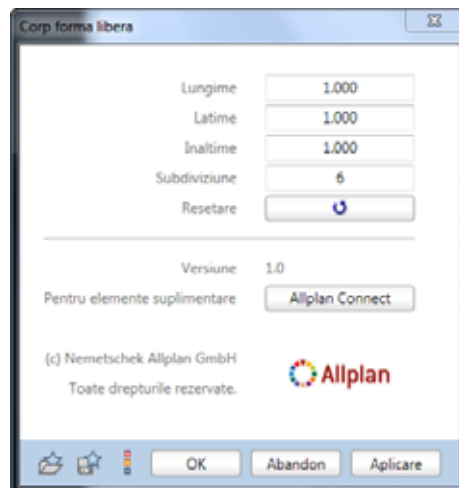 Corp forma libera
Lungime 1.000
Latime 1.000
Inaltime 1.000
Subdiviziune 6
Resetare
Versiune 1.0
Pentru elemente suplimentare Allplan Connect
(c) Nemetschek Allplan GmbH
Toate drepturile rezervate.
Allplan
OK Abandon Aplicare